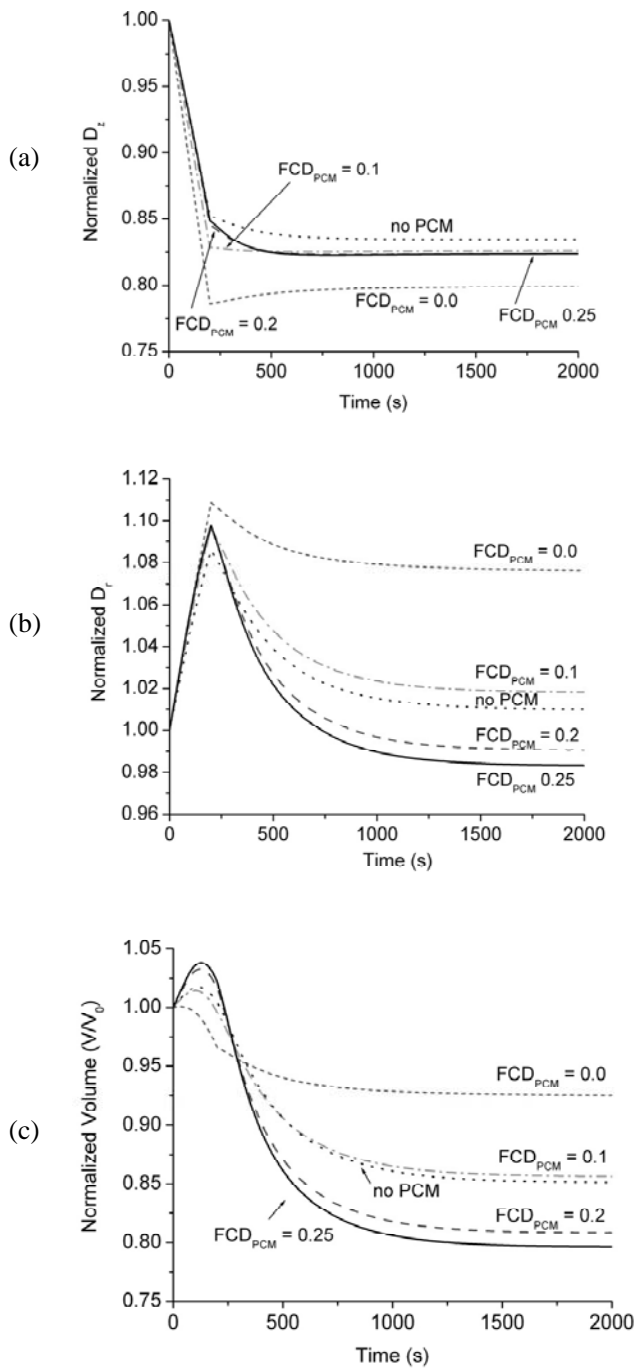 (a)
Normalized D_z
1.00
0.95
0.90
0.85
0.80
0.75
FCD_PCM = 0.1
no PCM
FCD_PCM = 0.0
FCD_PCM = 0.2
FCD_PCM 0.25
0 500 1000 1500 2000
Time (s)
(b)
Normalized D_r
1.12
1.10
1.08
1.06
1.04
1.02
1.00
0.98
0.96
FCD_PCM = 0.0
FCD_PCM = 0.1
no PCM
FCD_PCM = 0.2
FCD_PCM 0.25
0 500 1000 1500 2000
Time (s)
(c)
Normalized Volume (V/V_0)
1.05
1.00
0.95
0.90
0.85
0.80
FCD_PCM = 0.0
FCD_PCM = 0.1
no PCM
FCD_PCM = 0.2
FCD_PCM = 0.25
0 500 1000 1500 2000
Time (s)